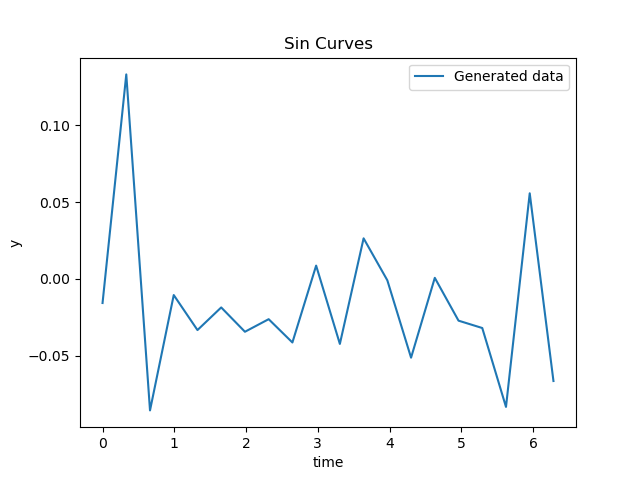 Sin Curves
Generated data
0.10
0.05
0.00
−0.05
y
0 1 2 3 4 5 6
time